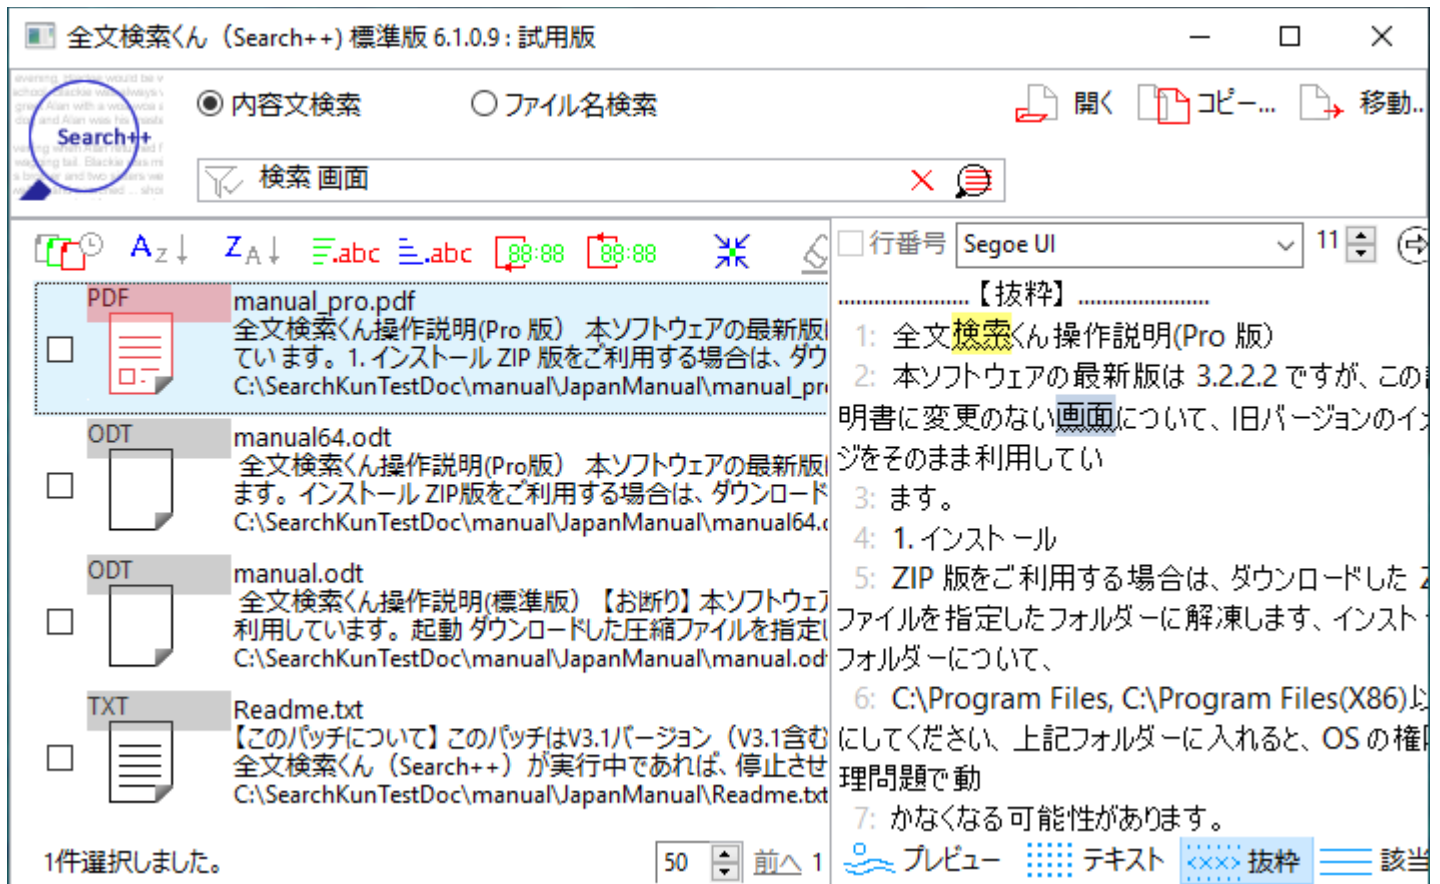 全文検索くん（Search++) 標準版 6.1.0.9 : 試用版
Search++
内容文検索 ファイル名検索 開く コピー... 移動..
検索 画面
行番号 Segoe UI 11
PDF
manual_pro.pdf
全文検索くん操作説明(Pro 版） 本ソフトウェアの最新版
ています。1. インストール ZIP 版をご利用する場合は、ダウ
C:\SearchKunTestDoc\manual\JapanManual\manual_pr
ODT
manual64.odt
全文検索くん操作説明(Pro版） 本ソフトウェアの最新版
ます。インストール ZIP版をご利用する場合は、ダウンロード
C:\SearchKunTestDoc\manual\JapanManual\manual64.
ODT
manual.odt
全文検索くん操作説明(標準版） 【お断り】本ソフトウェア
利用しています。起動 ダウンロードした圧縮ファイルを指定
C:\SearchKunTestDoc\manual\JapanManual\manual.od
TXT
Readme.txt
【このパッチについて】このパッチはV3.1バージョン（V3.1含む
全文検索くん（Search++）が実行中であれば、停止させ
C:\SearchKunTestDoc\manual\JapanManual\Readme.txt
1件選択しました。 50 前へ 1
......................【抜粋】......................
1: 全文検索くん操作説明(Pro 版）
2: 本ソフトウェアの最新版は 3.2.2.2 ですが、この
明書に変更のない画面について、旧バージョンのイ
ジをそのまま利用してい
3: ます。
4: 1. インストール
5: ZIP 版をご利用する場合は、ダウンロードした Z
ファイルを指定したフォルダーに解凍します、インスト
フォルダーについて、
6: C:\Program Files, C:\Program Files(X86)以
にしてください、上記フォルダーに入れると、OS の権
理問題で動
7: かなくなる可能性があります。
プレビュー テキスト 抜粋 該当